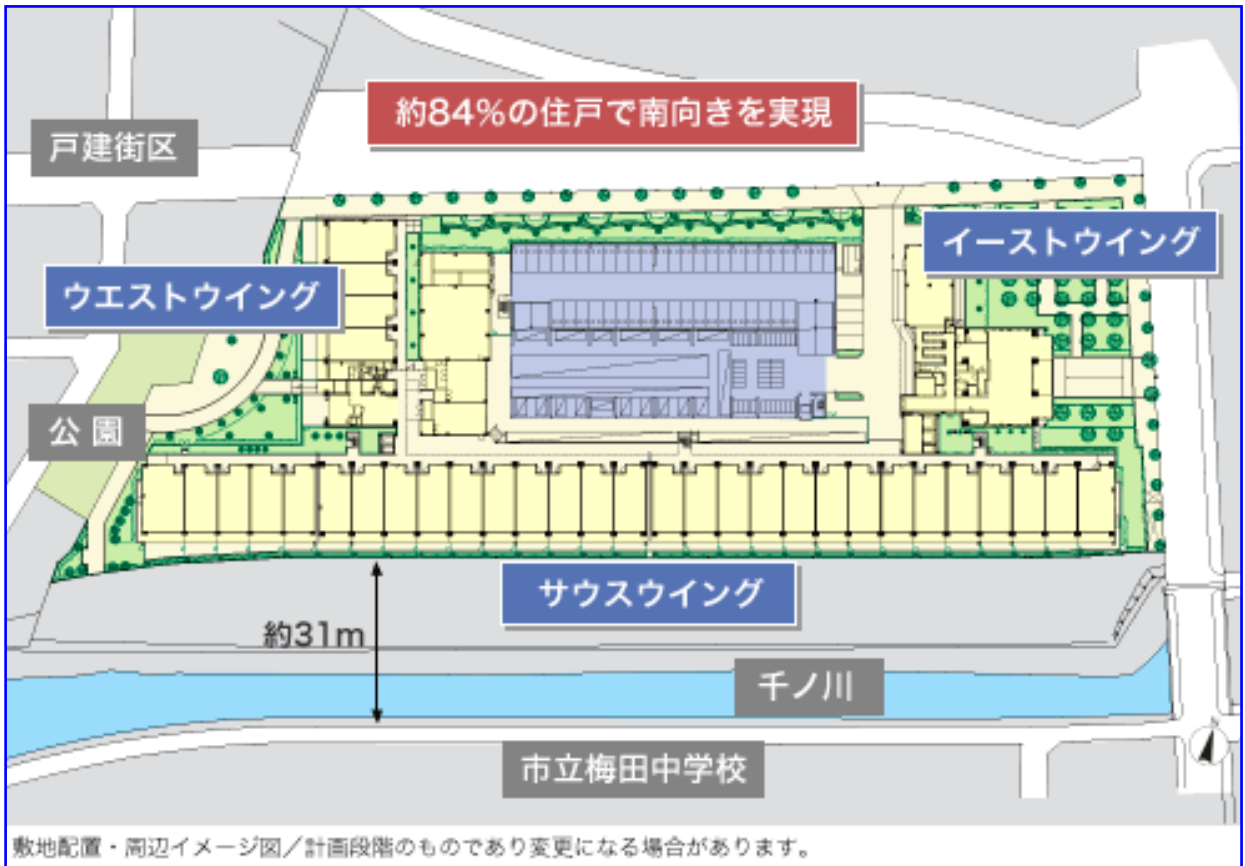 約84%の住戸で南向きを実現
戸建街区
イーストウイング
ウエストウイング
公園
サウスウイング
約31m
千ノ川
市立梅田中学校
敷地配置・周辺イメージ図／計画段階のものであり変更になる場合があります。